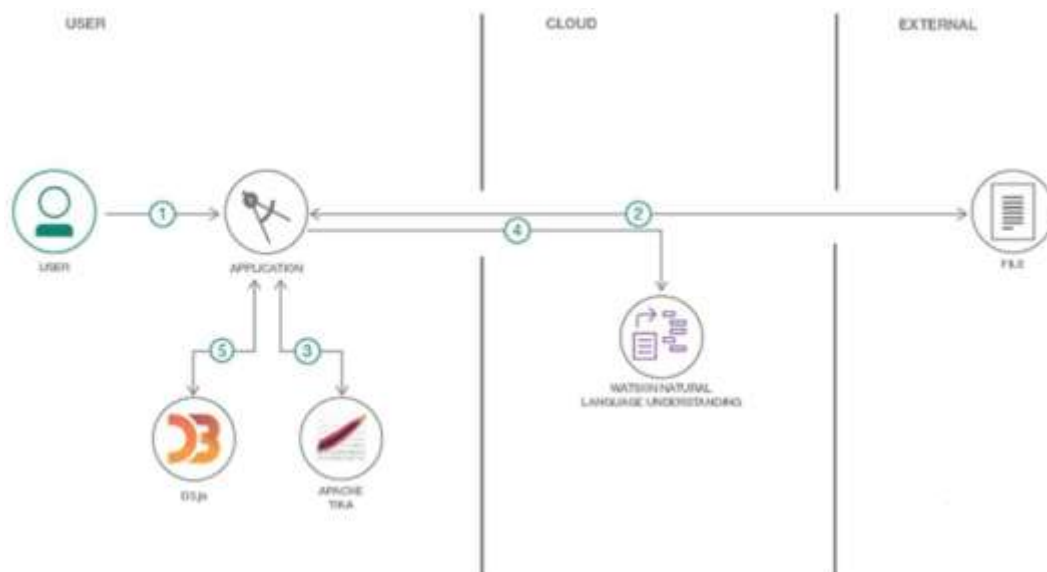 USER
CLOUD
EXTERNAL
1
2
4
USER
APPLICATION
FILE
5
3
WATSON NATURAL
LANGUAGE UNDERSTANDING
D3.js
APACHE
TIKA